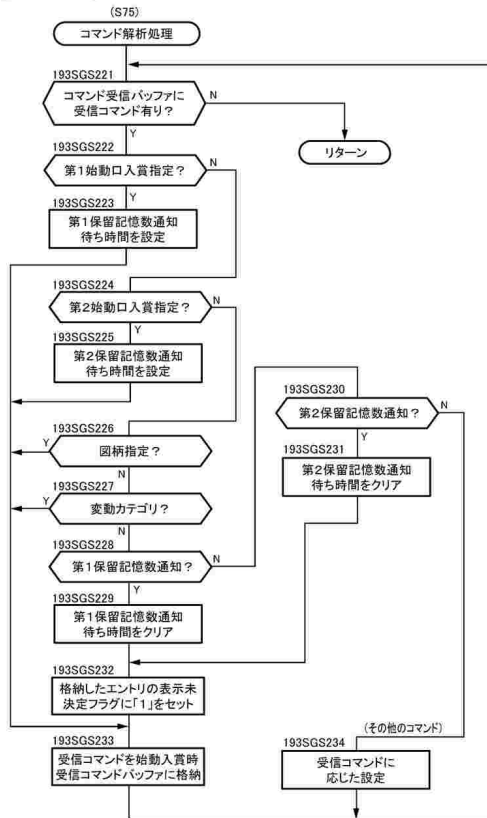 (S75)
コマンド解析処理
193SGS221
コマンド受信バッファに
受信コマンド有り?
N
Y
リターン
193SGS222
第1始動口入賞指定?
N
Y
193SGS223
第1保留記憶数通知
待ち時間を設定
193SGS224
第2始動口入賞指定?
N
Y
193SGS225
第2保留記憶数通知
待ち時間を設定
193SGS226
Y
図柄指定?
N
193SGS227
Y
変動カテゴリ?
N
193SGS228
第1保留記憶数通知?
N
Y
193SGS229
第1保留記憶数通知
待ち時間をクリア
193SGS230
第2保留記憶数通知?
N
Y
193SGS231
第2保留記憶数通知
待ち時間をクリア
193SGS232
格納したエントリの表示未
決定フラグに「1」をセット
193SGS233
受信コマンドを始動入賞時
受信コマンドバッファに格納
(その他のコマンド)
193SGS234
受信コマンドに
応じた設定